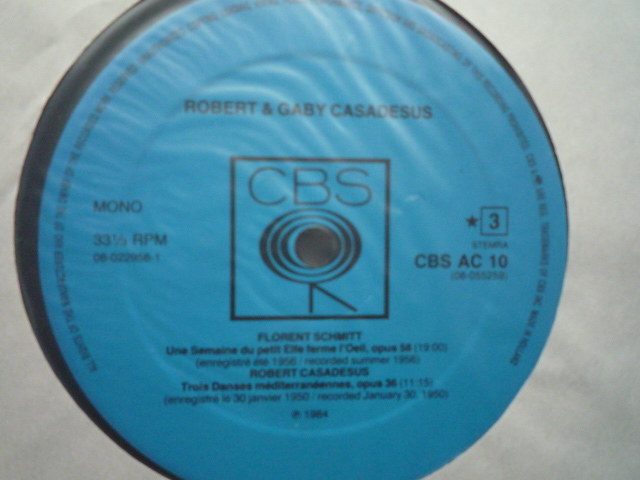 ROBERT & GABY CASADESUS
CBS
MONO
33⅓ RPM
08-022958-1
★ 3
STEMRA
CBS AC 10
(08-055259)
FLORENT SCHMITT
Une Semaine du petit Elfe ferme l'Oeil, opus 58 (19:00)
(enregistré été 1956 / recorded summer 1956)
ROBERT CASADESUS
Trois Danses méditerranéennes, opus 36 (11:15)
(enregistré le 30 janvier 1950 / recorded January 30, 1950)
℗ 1984